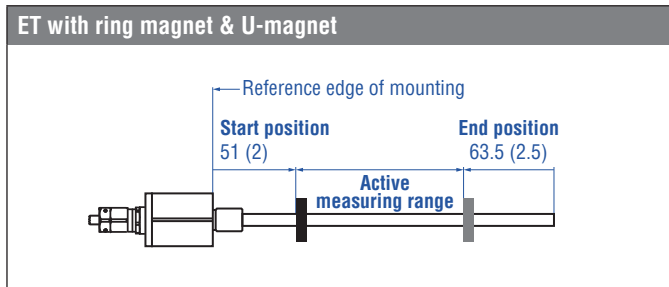 ET with ring magnet & U-magnet
Reference edge of mounting
Start position
51 (2)
End position
63.5 (2.5)
Active
measuring range